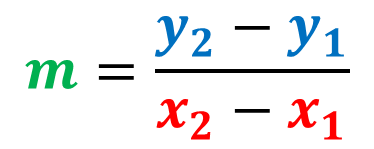 m = (y₂ − y₁) / (x₂ − x₁)